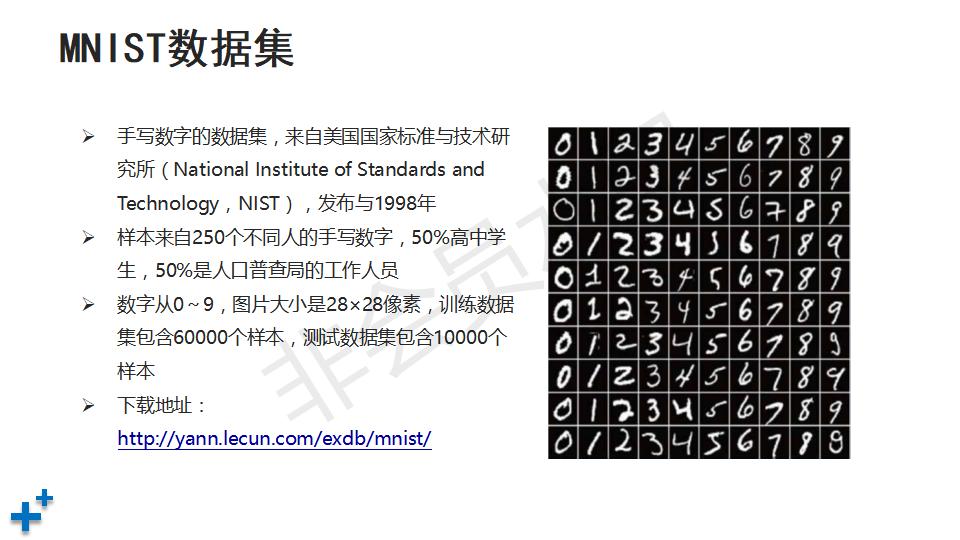 MNIST数据集
➢ 手写数字的数据集，来自美国国家标准与技术研
究所（National Institute of Standards and
Technology，NIST），发布与1998年
➢ 样本来自250个不同人的手写数字，50%高中学
生，50%是人口普查局的工作人员
➢ 数字从0～9，图片大小是28×28像素，训练数据
集包含60000个样本，测试数据集包含10000个
样本
➢ 下载地址：
http://yann.lecun.com/exdb/mnist/
0 1 2 3 4 5 6 7 8 9
0 1 2 3 4 5 6 7 8 9
0 1 2 3 4 5 6 7 8 9
0 1 2 3 4 5 6 7 8 9
0 1 2 3 4 5 6 7 8 9
0 1 2 3 4 5 6 7 8 9
0 1 2 3 4 5 6 7 8 9
0 1 2 3 4 5 6 7 8 9
0 1 2 3 4 5 6 7 8 9
0 1 2 3 4 5 6 7 8 9
非会员